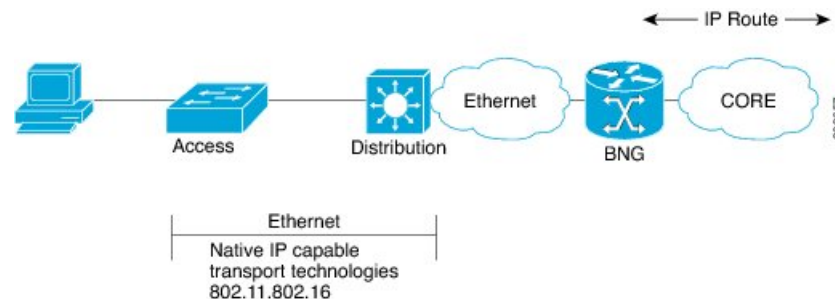 IP Route
Ethernet
CORE
Access
Distribution
BNG
Ethernet
Native IP capable
transport technologies
802.11.802.16